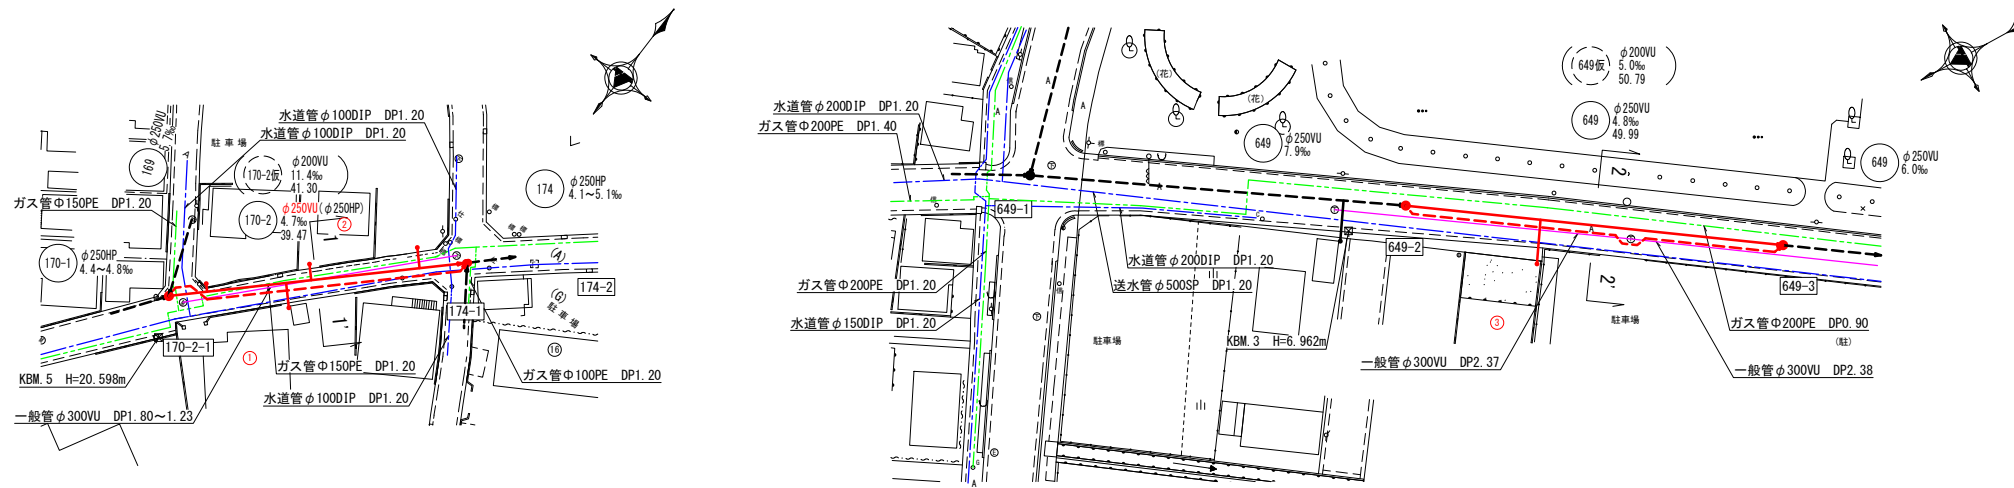 水道管φ100DIP DP1.20
水道管φ100DIP DP1.20
駐車場
φ250VU
5.7‰
169
170-2仮
φ200VU
11.4‰
41.30
170-2
φ250VU(φ250HP)
4.7‰
39.47
②
174
φ250HP
4.1～5.1‰
ガス管φ150PE DP1.20
170-1
φ250HP
4.4～4.8‰
1
1'
(A)
(G)
駐車場
174-2
174-1
170-2-1
①
⑯
KBM.5 H=20.598m
ガス管φ150PE DP1.20
ガス管φ100PE DP1.20
水道管φ100DIP DP1.20
一般管φ300VU DP1.80～1.23
水道管φ200DIP DP1.20
ガス管Φ200PE DP1.40
(花)
(花)
649仮
φ200VU
5.0‰
50.79
649
φ250VU
4.8‰
49.99
649
φ250VU
7.9‰
649
φ250VU
6.0‰
2
2'
649-1
649-2
649-3
水道管φ200DIP DP1.20
送水管φ500SP DP1.20
ガス管Φ200PE DP1.20
水道管φ150DIP DP1.20
駐車場
KBM.3 H=6.962m
③
駐車場
ガス管Φ200PE DP0.90
(駐)
一般管φ300VU DP2.37
一般管φ300VU DP2.38